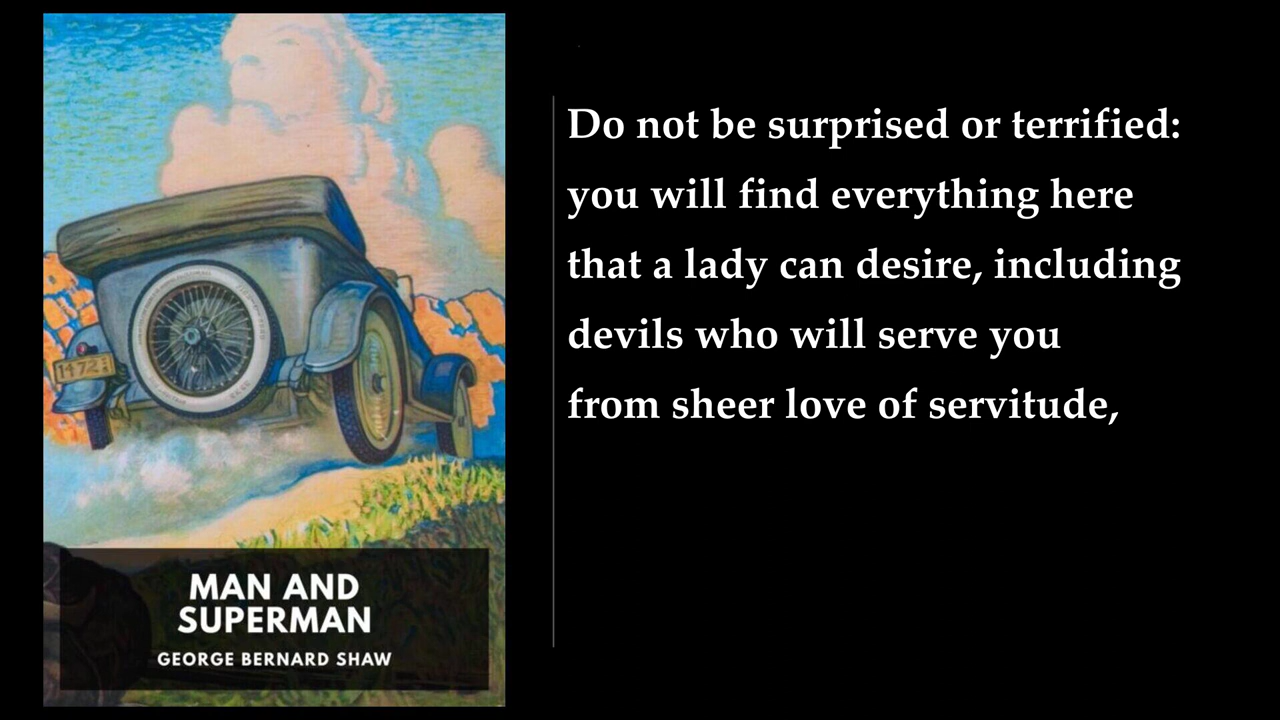 Do not be surprised or terrified:
you will find everything here
that a lady can desire, including
devils who will serve you
from sheer love of servitude,
1472
MAN AND
SUPERMAN
GEORGE BERNARD SHAW